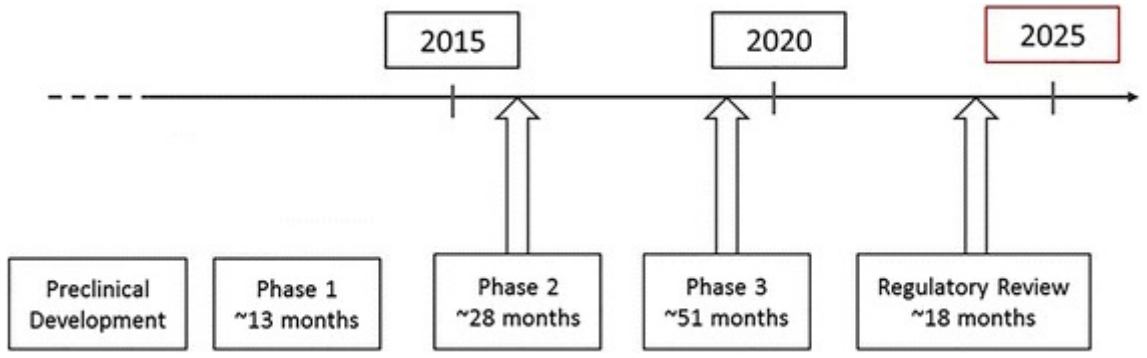 2015
2020
2025
Preclinical
Development
Phase 1
~13 months
Phase 2
~28 months
Phase 3
~51 months
Regulatory Review
~18 months